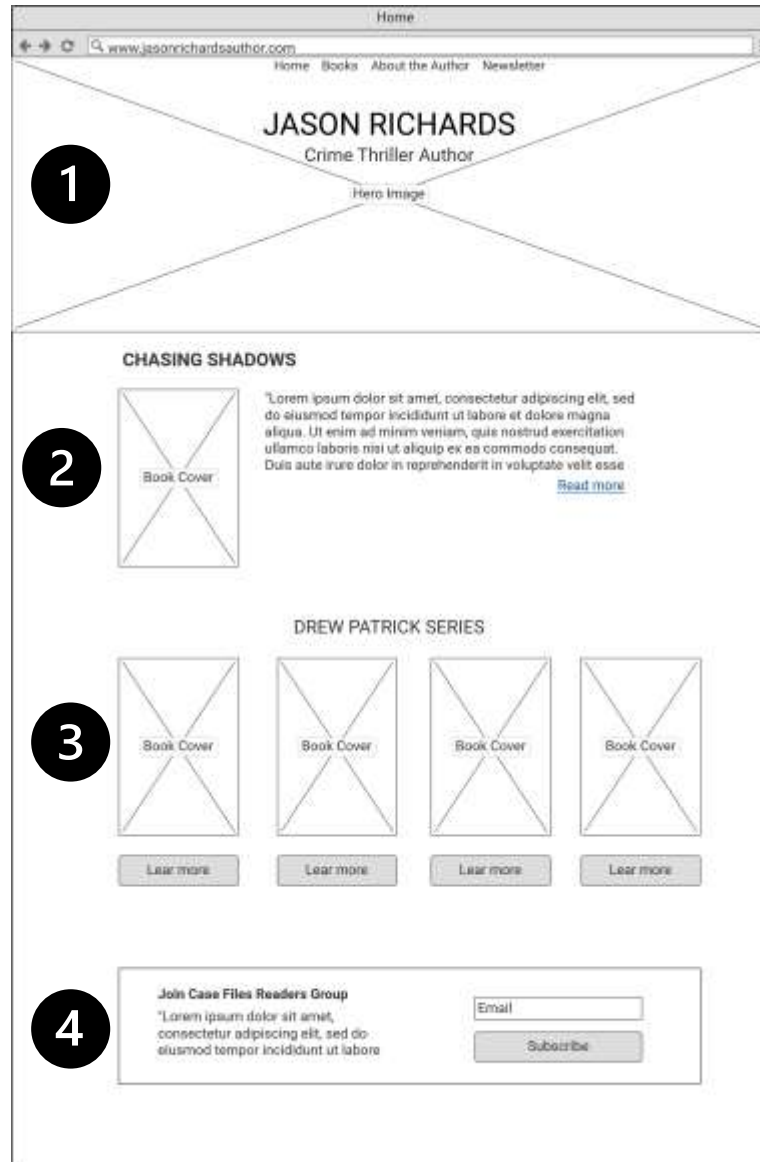 Home
www.jasonrichardsauthor.com
Home Books About the Author Newsletter
JASON RICHARDS
Crime Thriller Author
1
Hero Image
CHASING SHADOWS
2
Book Cover
"Lorem ipsum dolor sit amet, consectetur adipiscing elit, sed
do eiusmod tempor incididunt ut labore et dolore magna
aliqua. Ut enim ad minim veniam, quis nostrud exercitation
ullamco laboris nisi ut aliquip ex ea commodo consequat.
Duis aute irure dolor in reprehenderit in voluptate velit esse
Read more
DREW PATRICK SERIES
3
Book Cover Book Cover Book Cover Book Cover
Lear more Lear more Lear more Lear more
4
Join Case Files Readers Group
"Lorem ipsum dolor sit amet,
consectetur adipiscing elit, sed do
eiusmod tempor incididunt ut labore
Email
Subscribe